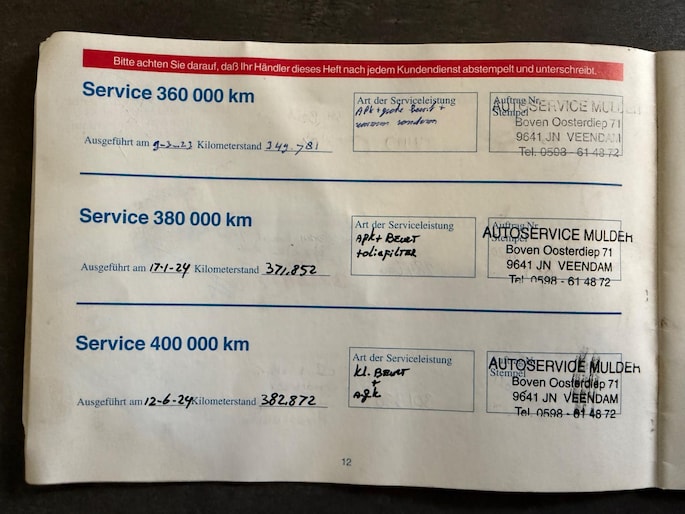 Bitte achten Sie darauf, daß Ihr Händler dieses Heft nach jedem Kundendienst abstempelt und unterschreibt.
Service 360 000 km
Ausgeführt am 9-3-23 Kilometerstand 349 781
Art der Serviceleistung
APK + grote Beurt +
Auftrag Nr.
Stempel
AUTOSERVICE MULDER
Boven Oosterdiep 71
9641 JN VEENDAM
Tel. 0598 - 61 48 72
Service 380 000 km
Ausgeführt am 17-1-24 Kilometerstand 371.852
Art der Serviceleistung
APK + BEURT
+oliefilter
Auftrag Nr.
Stempel
AUTOSERVICE MULDER
Boven Oosterdiep 71
9641 JN VEENDAM
Tel. 0598 - 61 48 72
Service 400 000 km
Ausgeführt am 12-6-24 Kilometerstand 382.872
Art der Serviceleistung
Kl. BEURT
+
Apk
Stempel
AUTOSERVICE MULDER
Boven Oosterdiep 71
9641 JN VEENDAM
Tel. 0598 - 61 48 72
12